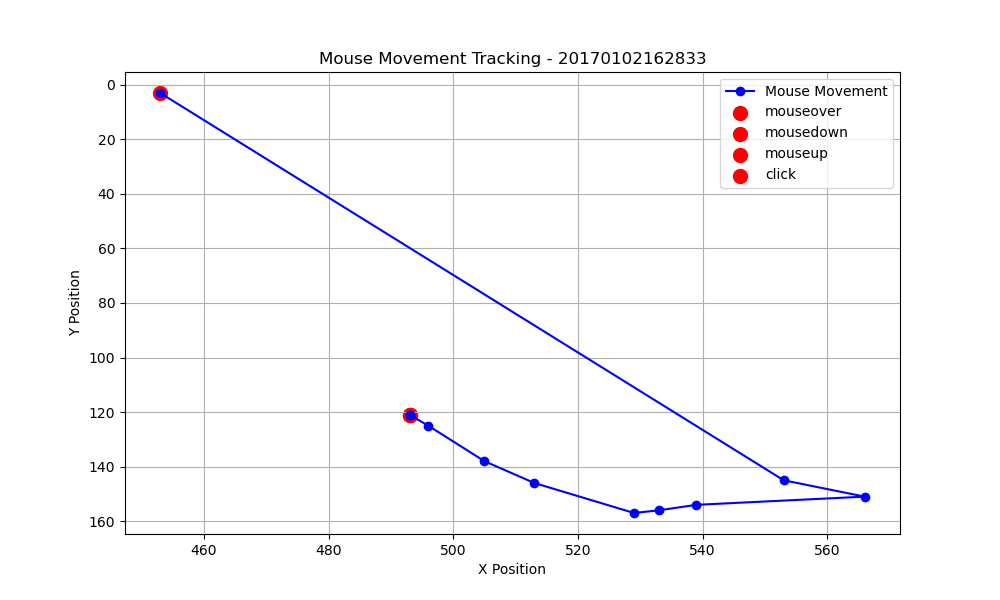 Mouse Movement Tracking - 20170102162833
Mouse Movement
mouseover
mousedown
mouseup
click
0
20
40
60
80
100
120
140
160
Y Position
460
480
500
520
540
560
X Position